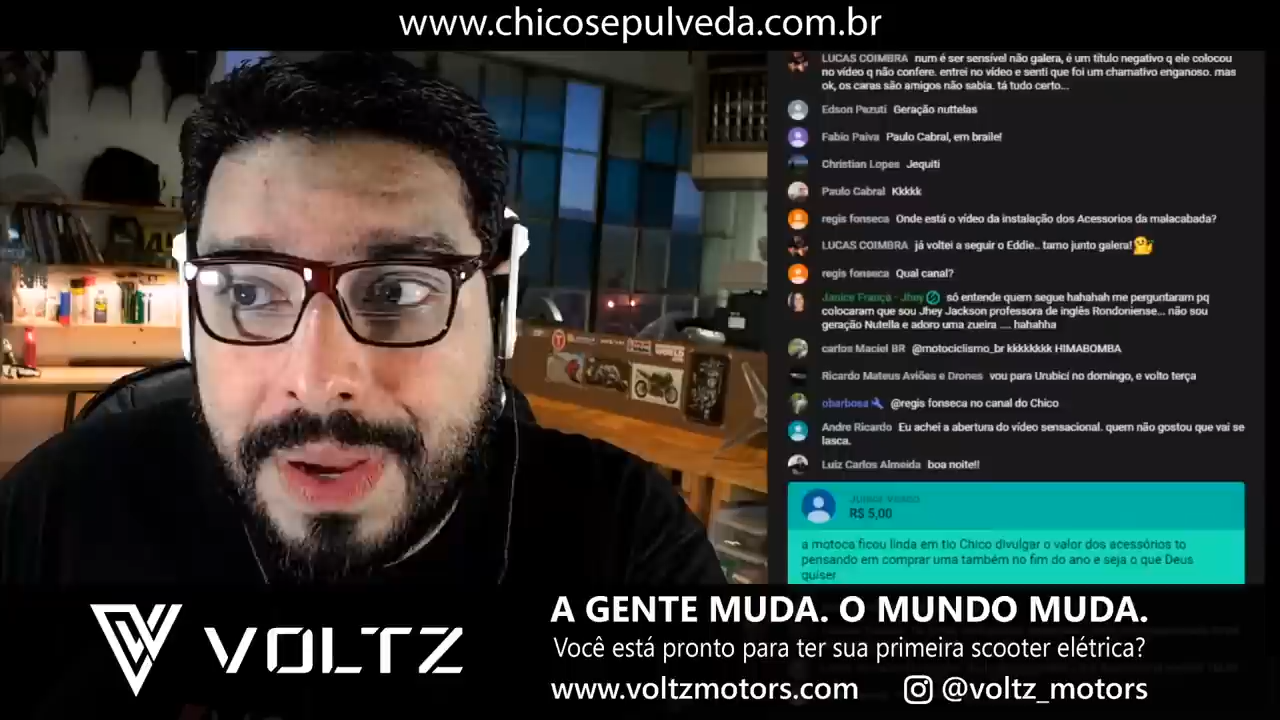 www.chicosepulveda.com.br
LUCAS COIMBRA num é ser sensível não galera, é um título negativo q ele colocou
no vídeo q não confere. entrei no vídeo e senti que foi um chamativo enganoso. mas
ok, os caras são amigos não sabia. tá tudo certo...
Edson Pazuti Geração nuttelas
Fabio Paiva Paulo Cabral, em braile!
Christian Lopes Jequiti
Paulo Cabral Kkkkk
regis fonseca Onde está o vídeo da instalação dos Acessorios da malacabada?
LUCAS COIMBRA já voltei a seguir o Eddie.. tamo junto galera!
regis fonseca Qual canal?
Janice França - Jhey só entende quem segue hahahah me perguntaram pq
colocaram que sou Jhey Jackson professora de inglês Rondoniense... não sou
geração Nutella e adoro uma zueira .... hahahha
carlos Maciel BR @motociclismo_br kkkkkkkk HIMABOMBA
Ricardo Mateus Aviões e Drones vou para Urubici no domingo, e volto terça
obarbosa @regis fonseca no canal do Chico
Andre Ricardo Eu achei a abertura do vídeo sensacional. quem não gostou que vai se
lasca.
Luiz Carlos Almeida boa noite!!
R$ 5,00
a motoca ficou linda em tio Chico divulgar o valor dos acessórios to
pensando em comprar uma também no fim do ano e seja o que Deus
quiser
VOLTZ
A GENTE MUDA. O MUNDO MUDA.
Você está pronto para ter sua primeira scooter elétrica?
www.voltzmotors.com @voltz_motors